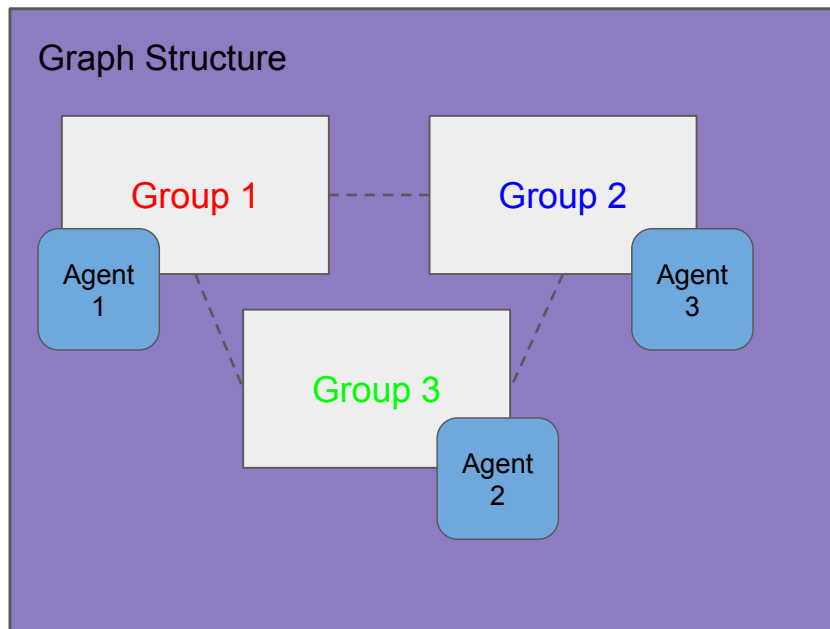 Graph Structure
Group 1
Group 2
Agent
1
Agent
3
Group 3
Agent
2